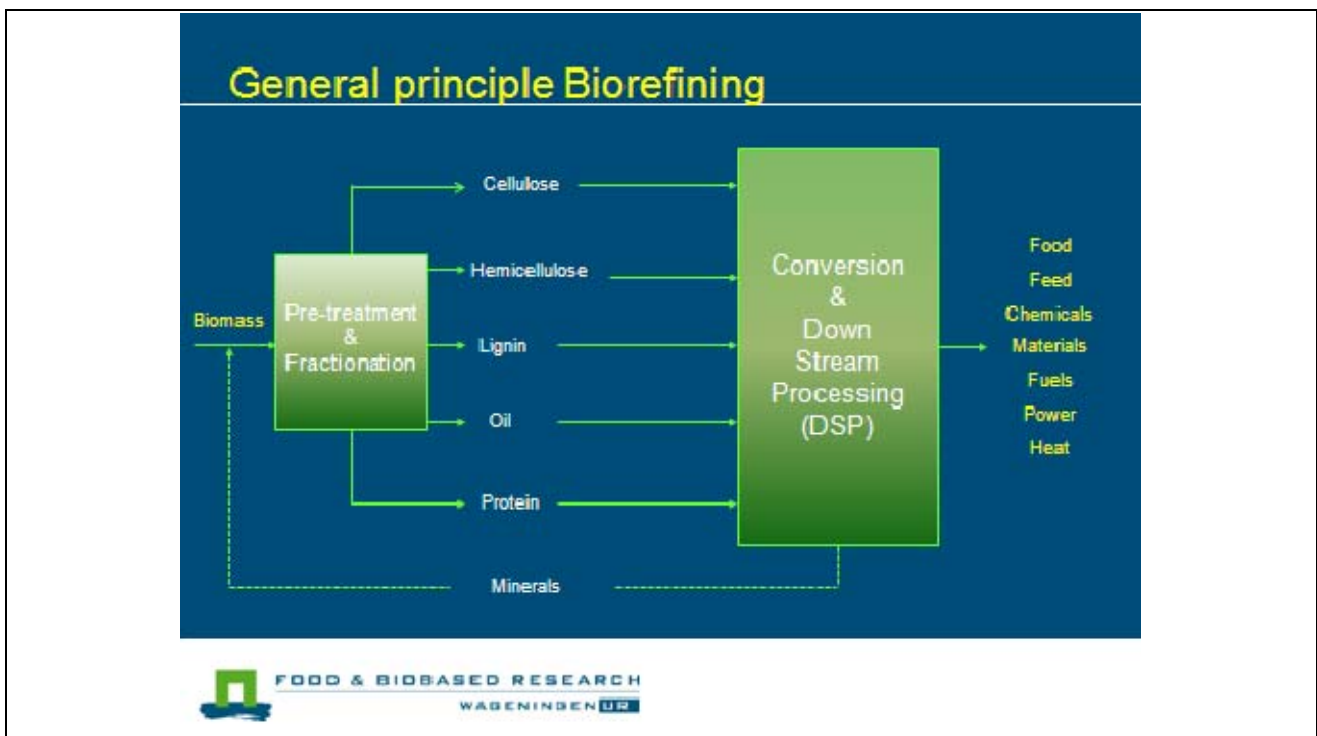 General principle Biorefining
Biomass
Pre-treatment
&
Fractionation
Cellulose
Hemicellulose
Lignin
Oil
Protein
Minerals
Conversion
&
Down
Stream
Processing
(DSP)
Food
Feed
Chemicals
Materials
Fuels
Power
Heat
FOOD & BIOBASED RESEARCH
WAGENINGEN UR